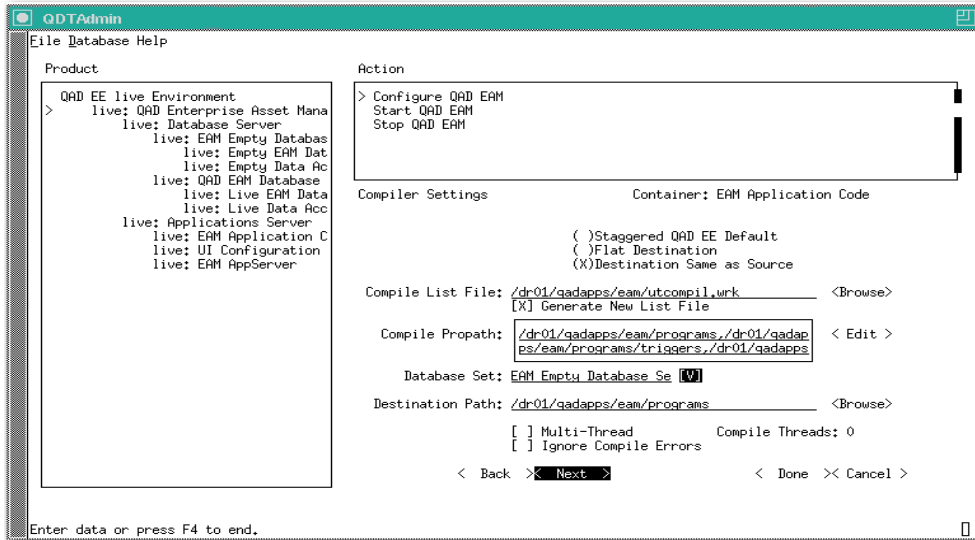 QDTAdmin
File Database Help
Product
QAD EE live Environment
> live: QAD Enterprise Asset Mana
live: Database Server
live: EAM Empty Databas
live: Empty EAM Dat
live: Empty Data Ac
live: QAD EAM Database
live: Live EAM Data
live: Live Data Acc
live: Applications Server
live: EAM Application C
live: UI Configuration
live: EAM AppServer
Action
> Configure QAD EAM
Start QAD EAM
Stop QAD EAM
Compiler Settings Container: EAM Application Code
( )Staggered QAD EE Default
( )Flat Destination
(X)Destination Same as Source
Compile List File: /dr01/qadapps/eam/utcompil.wrk <Browse>
[X] Generate New List File
Compile Propath: /dr01/qadapps/eam/programs,/dr01/qadap < Edit >
ps/eam/programs/triggers,/dr01/qadapps
Database Set: EAM Empty Database Se [V]
Destination Path: /dr01/qadapps/eam/programs <Browse>
[ ] Multi-Thread Compile Threads: 0
[ ] Ignore Compile Errors
< Back >< Next > < Done >< Cancel >
Enter data or press F4 to end.